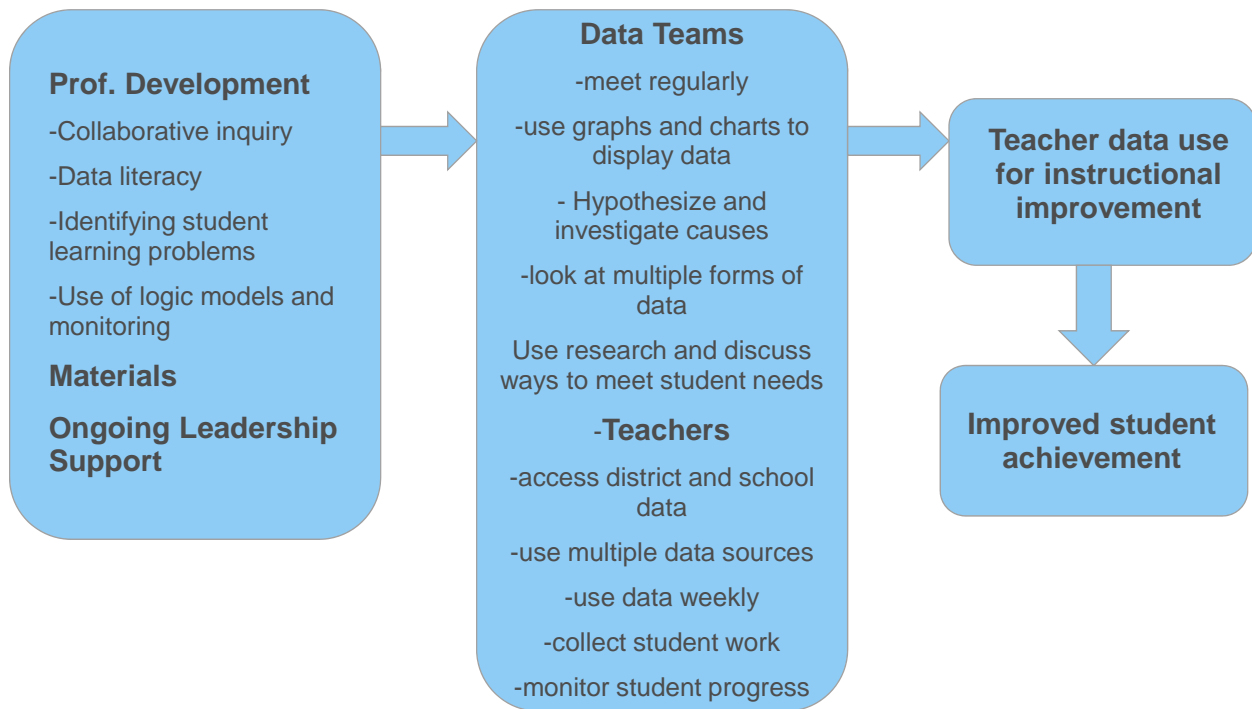 Prof. Development
-Collaborative inquiry
-Data literacy
-Identifying student
learning problems
-Use of logic models and
monitoring
Materials
Ongoing Leadership
Support
Data Teams
-meet regularly
-use graphs and charts to
display data
- Hypothesize and
investigate causes
-look at multiple forms of
data
Use research and discuss
ways to meet student needs
-Teachers
-access district and school
data
-use multiple data sources
-use data weekly
-collect student work
-monitor student progress
Teacher data use
for instructional
improvement
Improved student
achievement